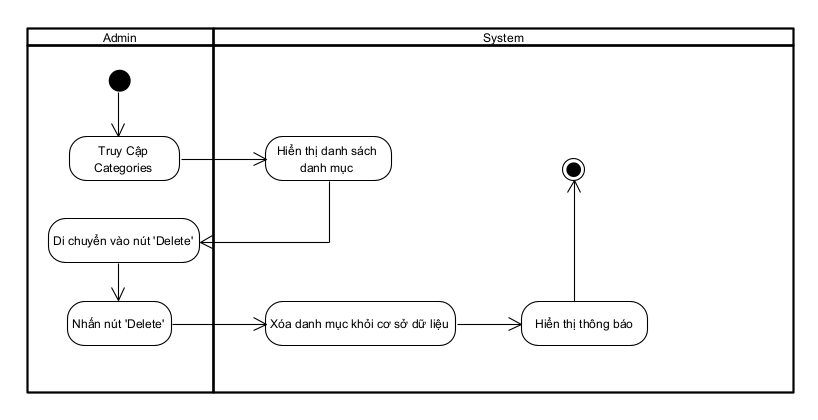 Admin
System
Truy Cập
Categories
Hiển thị danh sách
danh mục
Di chuyển vào nút 'Delete'
Nhấn nút 'Delete'
Xóa danh mục khỏi cơ sở dữ liệu
Hiển thị thông báo